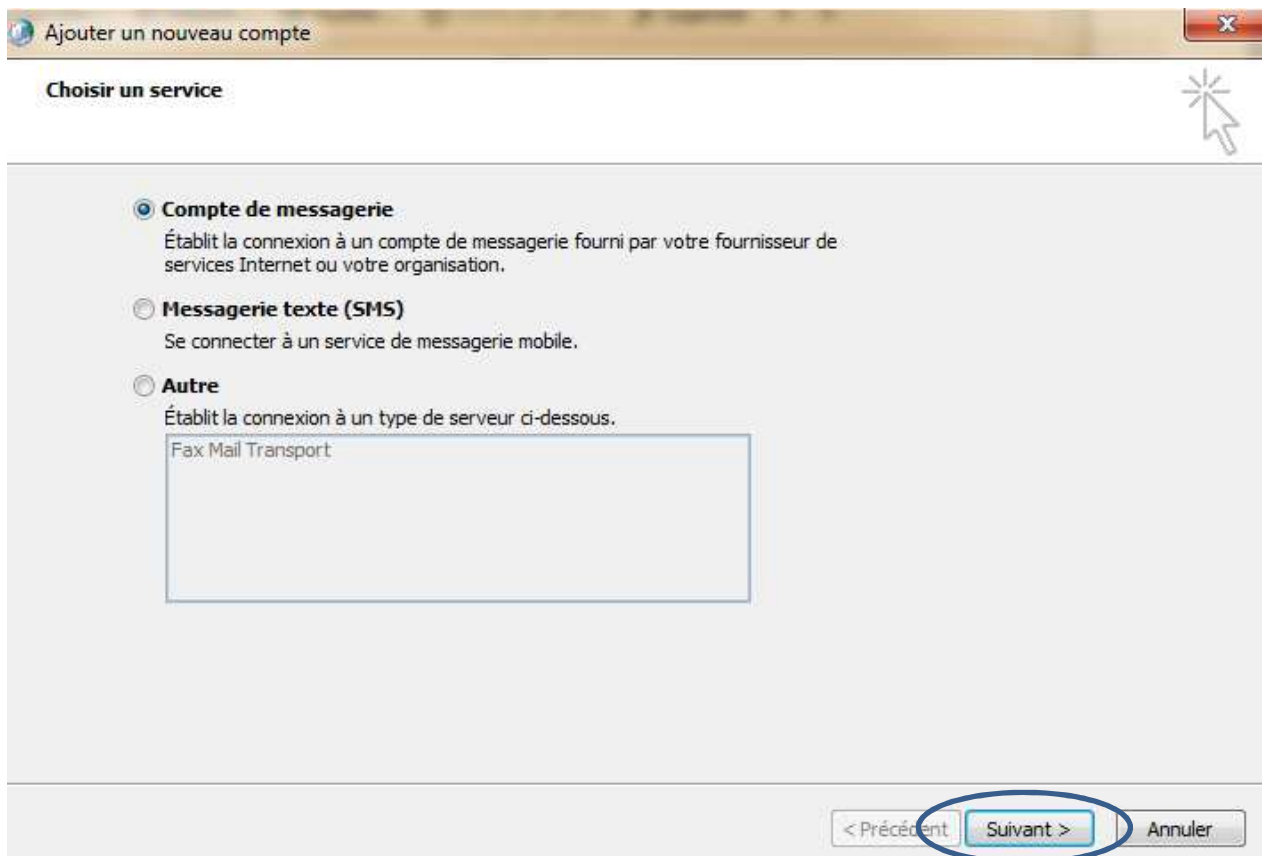 Ajouter un nouveau compte
Choisir un service
Compte de messagerie
Établit la connexion à un compte de messagerie fourni par votre fournisseur de
services Internet ou votre organisation.
Messagerie texte (SMS)
Se connecter à un service de messagerie mobile.
Autre
Établit la connexion à un type de serveur ci-dessous.
Fax Mail Transport
< Précédent Suivant > Annuler